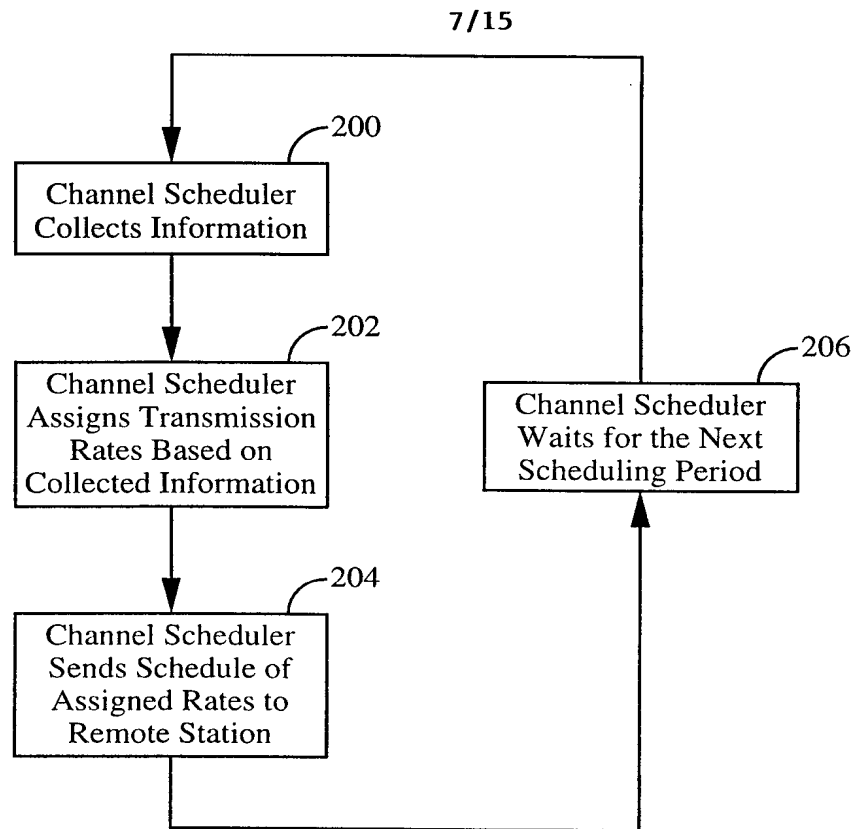 7/15
200
Channel Scheduler
Collects Information
202
Channel Scheduler
Assigns Transmission
Rates Based on
Collected Information
204
Channel Scheduler
Sends Schedule of
Assigned Rates to
Remote Station
206
Channel Scheduler
Waits for the Next
Scheduling Period